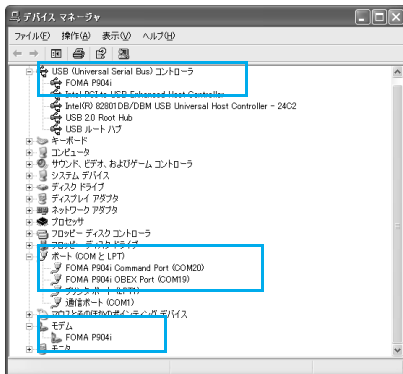 デバイス マネージャ
ファイル(F) 操作(A) 表示(V) ヘルプ(H)
USB (Universal Serial Bus) コントローラ
FOMA P904i
Intel PCI to USB Enhanced Host Controller
Intel(R) 82801DB/DBM USB Universal Host Controller - 24C2
USB 2.0 Root Hub
USB ルート ハブ
キーボード
コンピュータ
サウンド、ビデオ、およびゲーム コントローラ
システム デバイス
ディスク ドライブ
ディスプレイ アダプタ
ネットワーク アダプタ
プロセッサ
フロッピー ディスク コントローラ
フロッピー ディスク ドライブ
ポート (COM と LPT)
FOMA P904i Command Port (COM20)
FOMA P904i OBEX Port (COM19)
プリンタ ポート (LPT1)
通信ポート (COM1)
マウスとそのほかのポインティング デバイス
モデム
FOMA P904i
モニタ